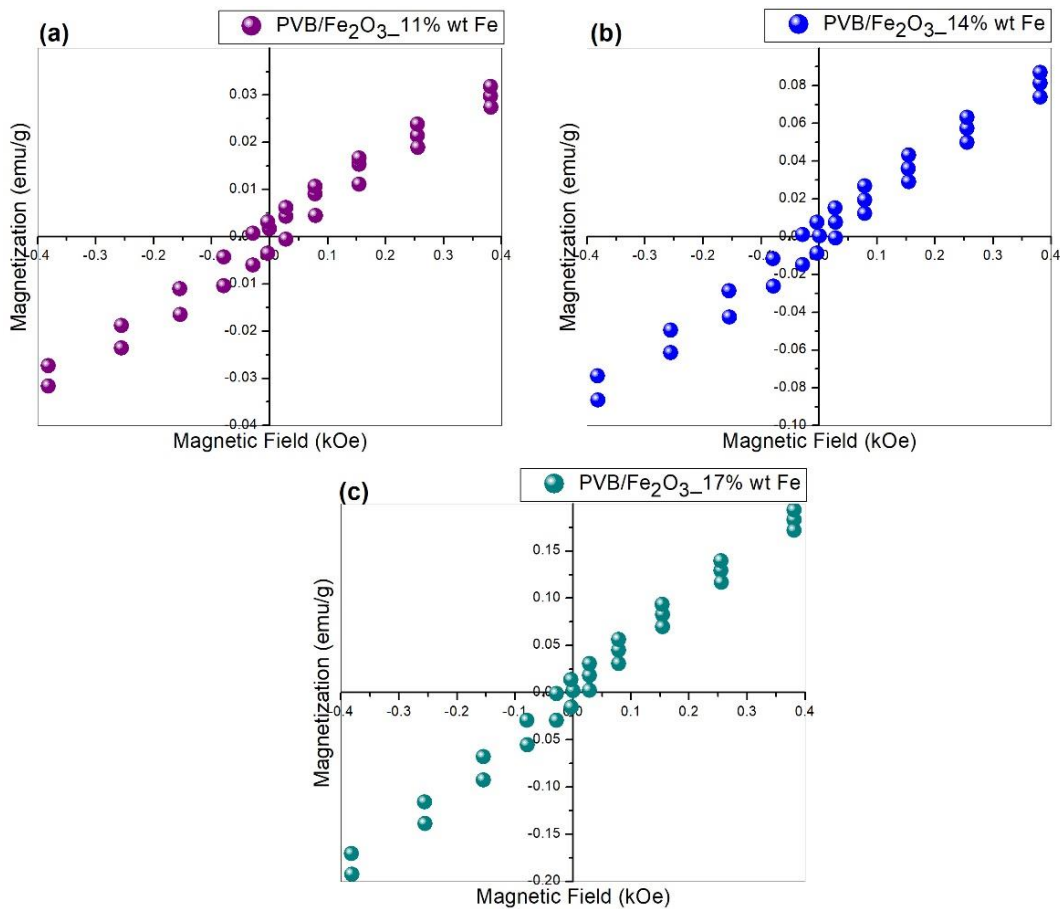 (a)
PVB/Fe2O3_11% wt Fe
Magnetization (emu/g)
0.03
0.02
0.01
0.00
-0.01
-0.02
-0.03
-0.04
-0.4 -0.3 -0.2 -0.1 0.0 0.1 0.2 0.3 0.4
Magnetic Field (kOe)
(b)
PVB/Fe2O3_14% wt Fe
Magnetization (emu/g)
0.08
0.06
0.04
0.02
0.00
-0.02
-0.04
-0.06
-0.08
-0.10
-0.4 -0.3 -0.2 -0.1 0.0 0.1 0.2 0.3 0.4
Magnetic Field (kOe)
(c)
PVB/Fe2O3_17% wt Fe
Magnetization (emu/g)
0.15
0.10
0.05
0.00
-0.05
-0.10
-0.15
-0.20
-0.4 -0.3 -0.2 -0.1 0.0 0.1 0.2 0.3 0.4
Magnetic Field (kOe)